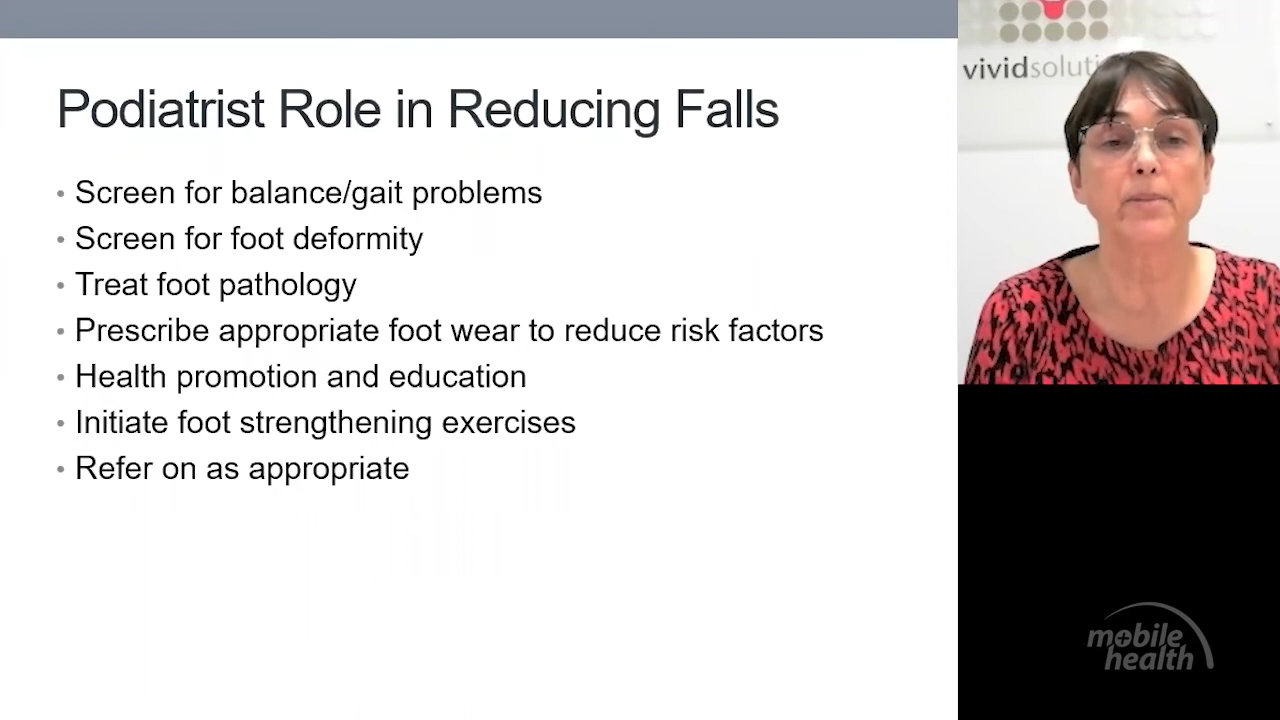 Podiatrist Role in Reducing Falls
• Screen for balance/gait problems
• Screen for foot deformity
• Treat foot pathology
• Prescribe appropriate foot wear to reduce risk factors
• Health promotion and education
• Initiate foot strengthening exercises
• Refer on as appropriate
vividsoluti
mobile
health